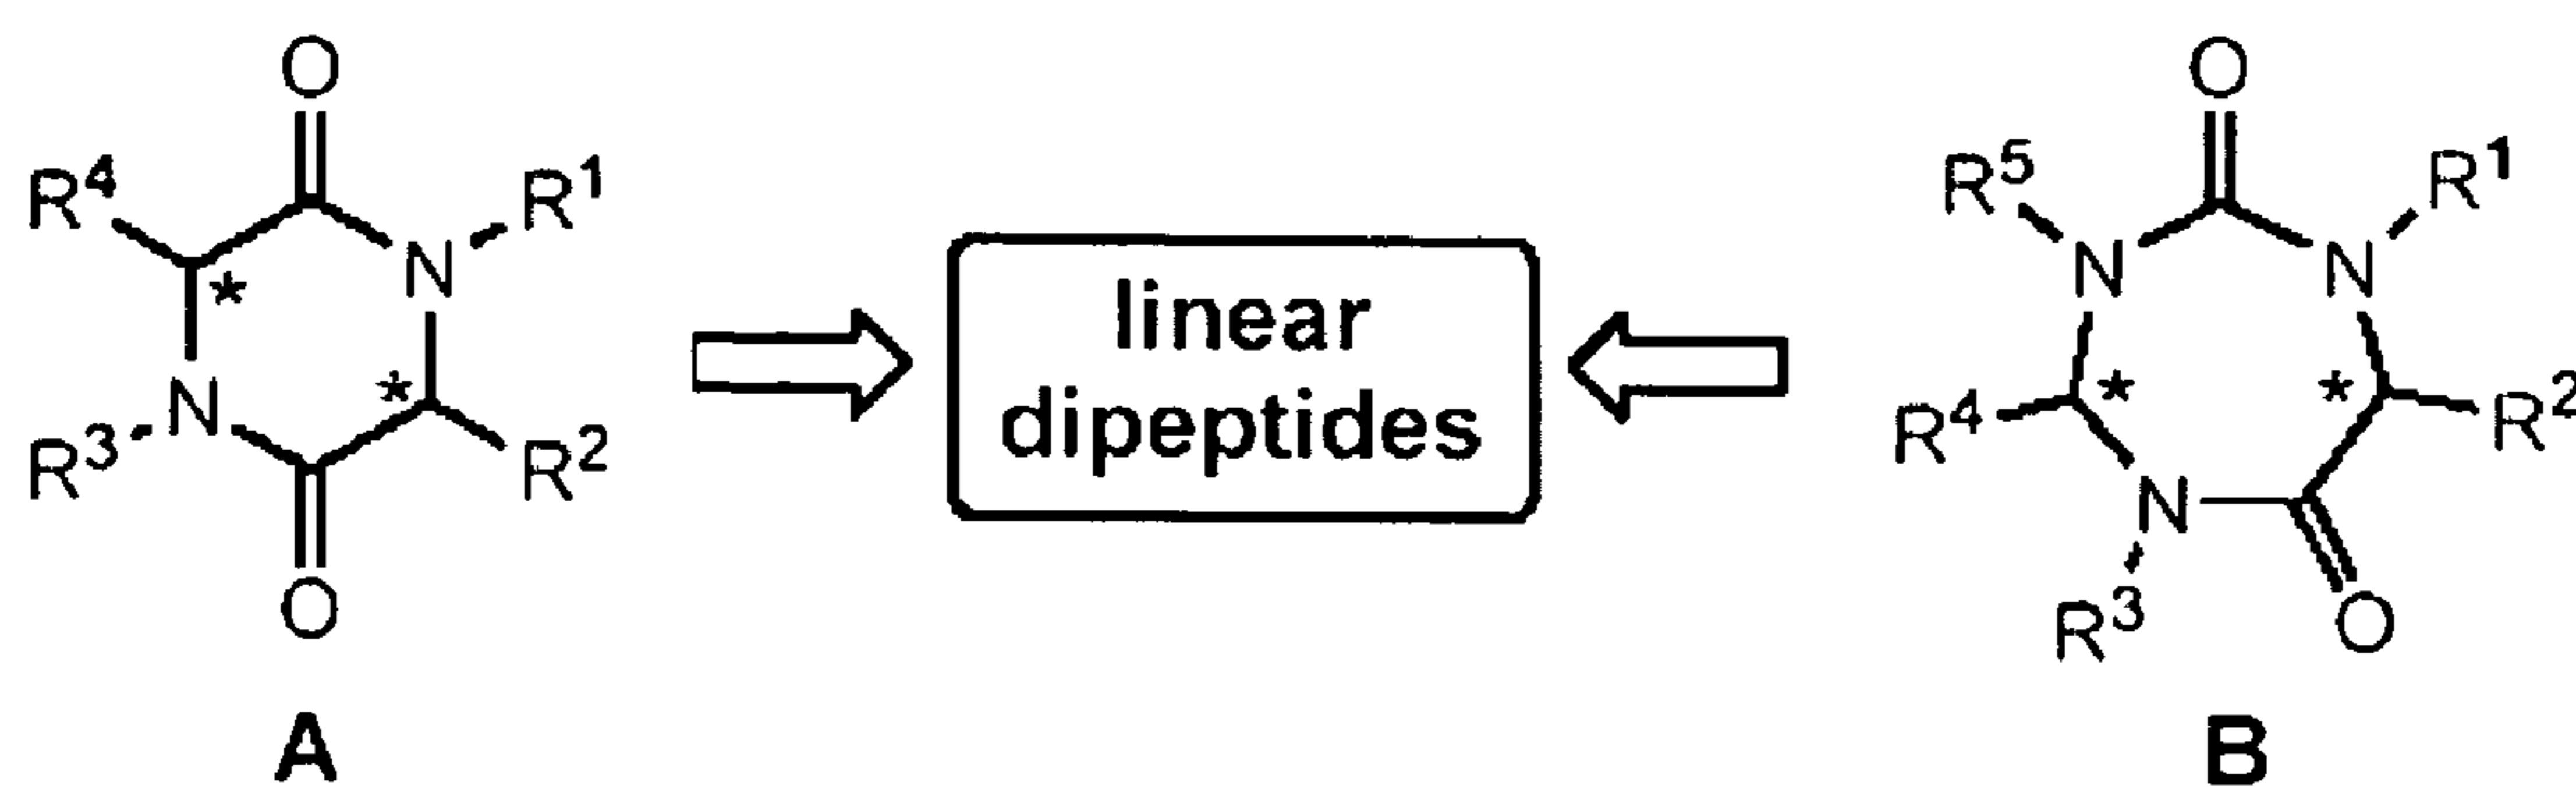 O
R⁴
R¹
N
*
*
N
R³
R²
O
A
linear
dipeptides
O
R⁵
R¹
N
N
*
*
R⁴
R²
N
R³
O
B